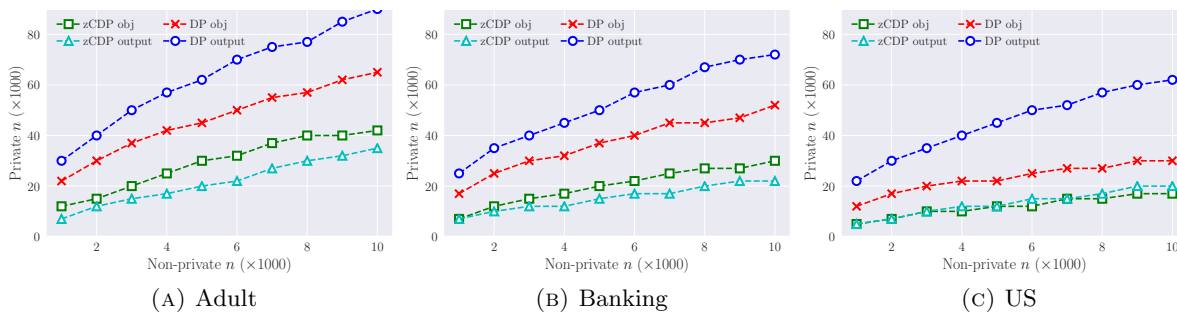 zCDP obj
DP obj
zCDP output
DP output
80
60
40
20
0
Private n (×1000)
2 4 6 8 10
Non-private n (×1000)
(A) Adult
zCDP obj
DP obj
zCDP output
DP output
80
60
40
20
0
Private n (×1000)
2 4 6 8 10
Non-private n (×1000)
(B) Banking
zCDP obj
DP obj
zCDP output
DP output
80
60
40
20
0
Private n (×1000)
2 4 6 8 10
Non-private n (×1000)
(C) US